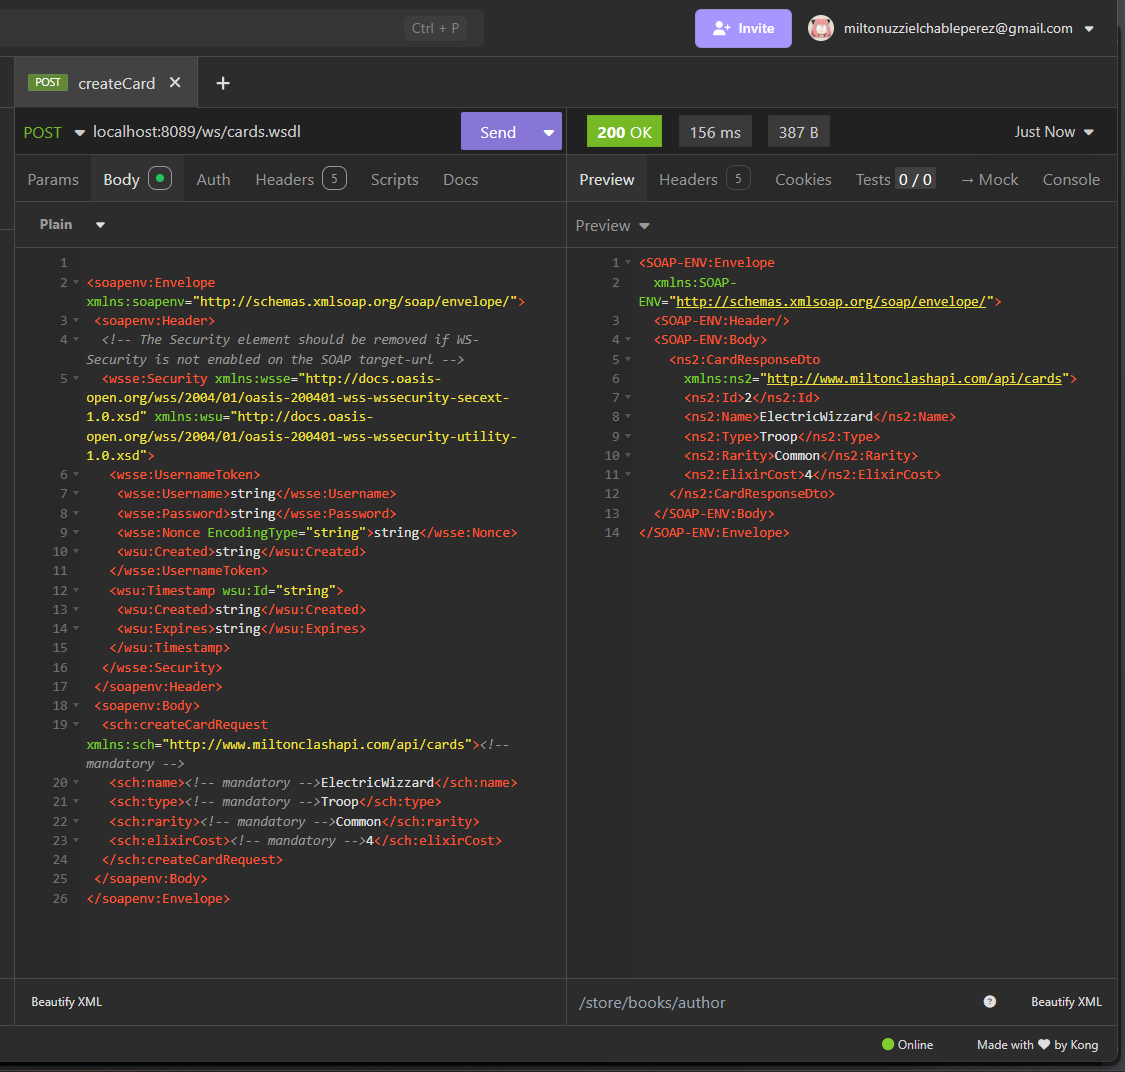 Ctrl + P
Invite
miltonuzzielchableperez@gmail.com
POST createCard ✕ +
POST localhost:8089/ws/cards.wsdl
Send
200 OK 156 ms 387 B
Just Now
Params Body Auth Headers 5 Scripts Docs
Preview Headers 5 Cookies Tests 0 / 0 → Mock Console
Plain
Preview
1
2 <soapenv:Envelope
xmlns:soapenv="http://schemas.xmlsoap.org/soap/envelope/">
3 <soapenv:Header>
4 <!-- The Security element should be removed if WS-
Security is not enabled on the SOAP target-url -->
5 <wsse:Security xmlns:wsse="http://docs.oasis-
open.org/wss/2004/01/oasis-200401-wss-wssecurity-secext-
1.0.xsd" xmlns:wsu="http://docs.oasis-
open.org/wss/2004/01/oasis-200401-wss-wssecurity-utility-
1.0.xsd">
6 <wsse:UsernameToken>
7 <wsse:Username>string</wsse:Username>
8 <wsse:Password>string</wsse:Password>
9 <wsse:Nonce EncodingType="string">string</wsse:Nonce>
10 <wsu:Created>string</wsu:Created>
11 </wsse:UsernameToken>
12 <wsu:Timestamp wsu:Id="string">
13 <wsu:Created>string</wsu:Created>
14 <wsu:Expires>string</wsu:Expires>
15 </wsu:Timestamp>
16 </wsse:Security>
17 </soapenv:Header>
18 <soapenv:Body>
19 <sch:createCardRequest
xmlns:sch="http://www.miltonclashapi.com/api/cards"><!--
mandatory -->
20 <sch:name><!-- mandatory -->ElectricWizzard</sch:name>
21 <sch:type><!-- mandatory -->Troop</sch:type>
22 <sch:rarity><!-- mandatory -->Common</sch:rarity>
23 <sch:elixirCost><!-- mandatory -->4</sch:elixirCost>
24 </sch:createCardRequest>
25 </soapenv:Body>
26 </soapenv:Envelope>
1 <SOAP-ENV:Envelope
2 xmlns:SOAP-
ENV="http://schemas.xmlsoap.org/soap/envelope/">
3 <SOAP-ENV:Header/>
4 <SOAP-ENV:Body>
5 <ns2:CardResponseDto
6 xmlns:ns2="http://www.miltonclashapi.com/api/cards">
7 <ns2:Id>2</ns2:Id>
8 <ns2:Name>ElectricWizzard</ns2:Name>
9 <ns2:Type>Troop</ns2:Type>
10 <ns2:Rarity>Common</ns2:Rarity>
11 <ns2:ElixirCost>4</ns2:ElixirCost>
12 </ns2:CardResponseDto>
13 </SOAP-ENV:Body>
14 </SOAP-ENV:Envelope>
Beautify XML
/store/books/author ? Beautify XML
Online Made with ♥ by Kong